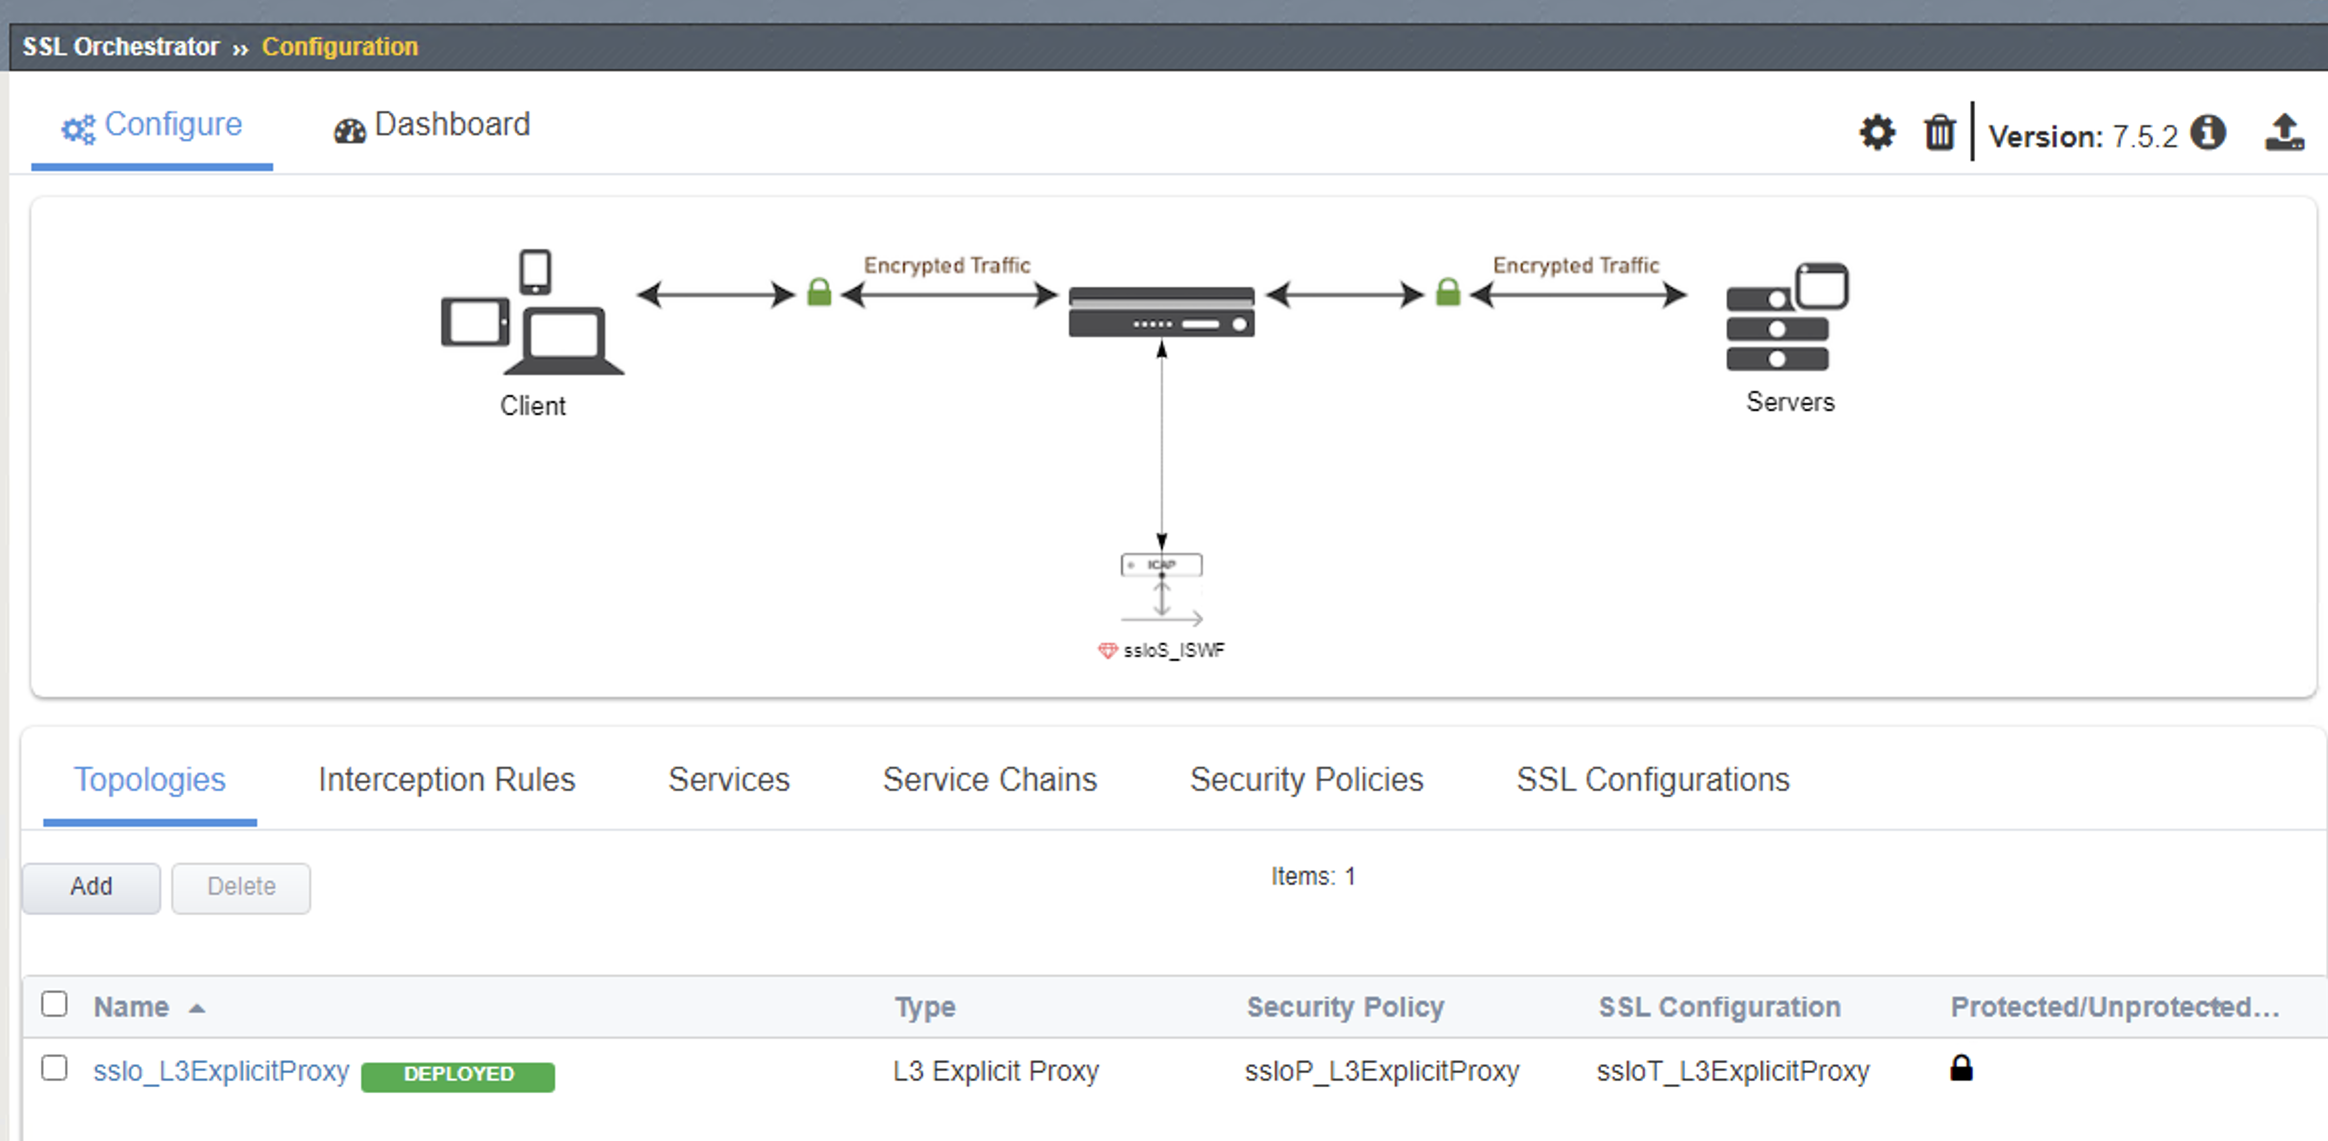 SSL Orchestrator ›› Configuration
Configure Dashboard
Version: 7.5.2
Encrypted Traffic Encrypted Traffic
Client Servers
ICAP
ssloS_ISWF
Topologies Interception Rules Services Service Chains Security Policies SSL Configurations
Add Delete Items: 1
Name Type Security Policy SSL Configuration Protected/Unprotected...
sslo_L3ExplicitProxy DEPLOYED L3 Explicit Proxy ssloP_L3ExplicitProxy ssloT_L3ExplicitProxy